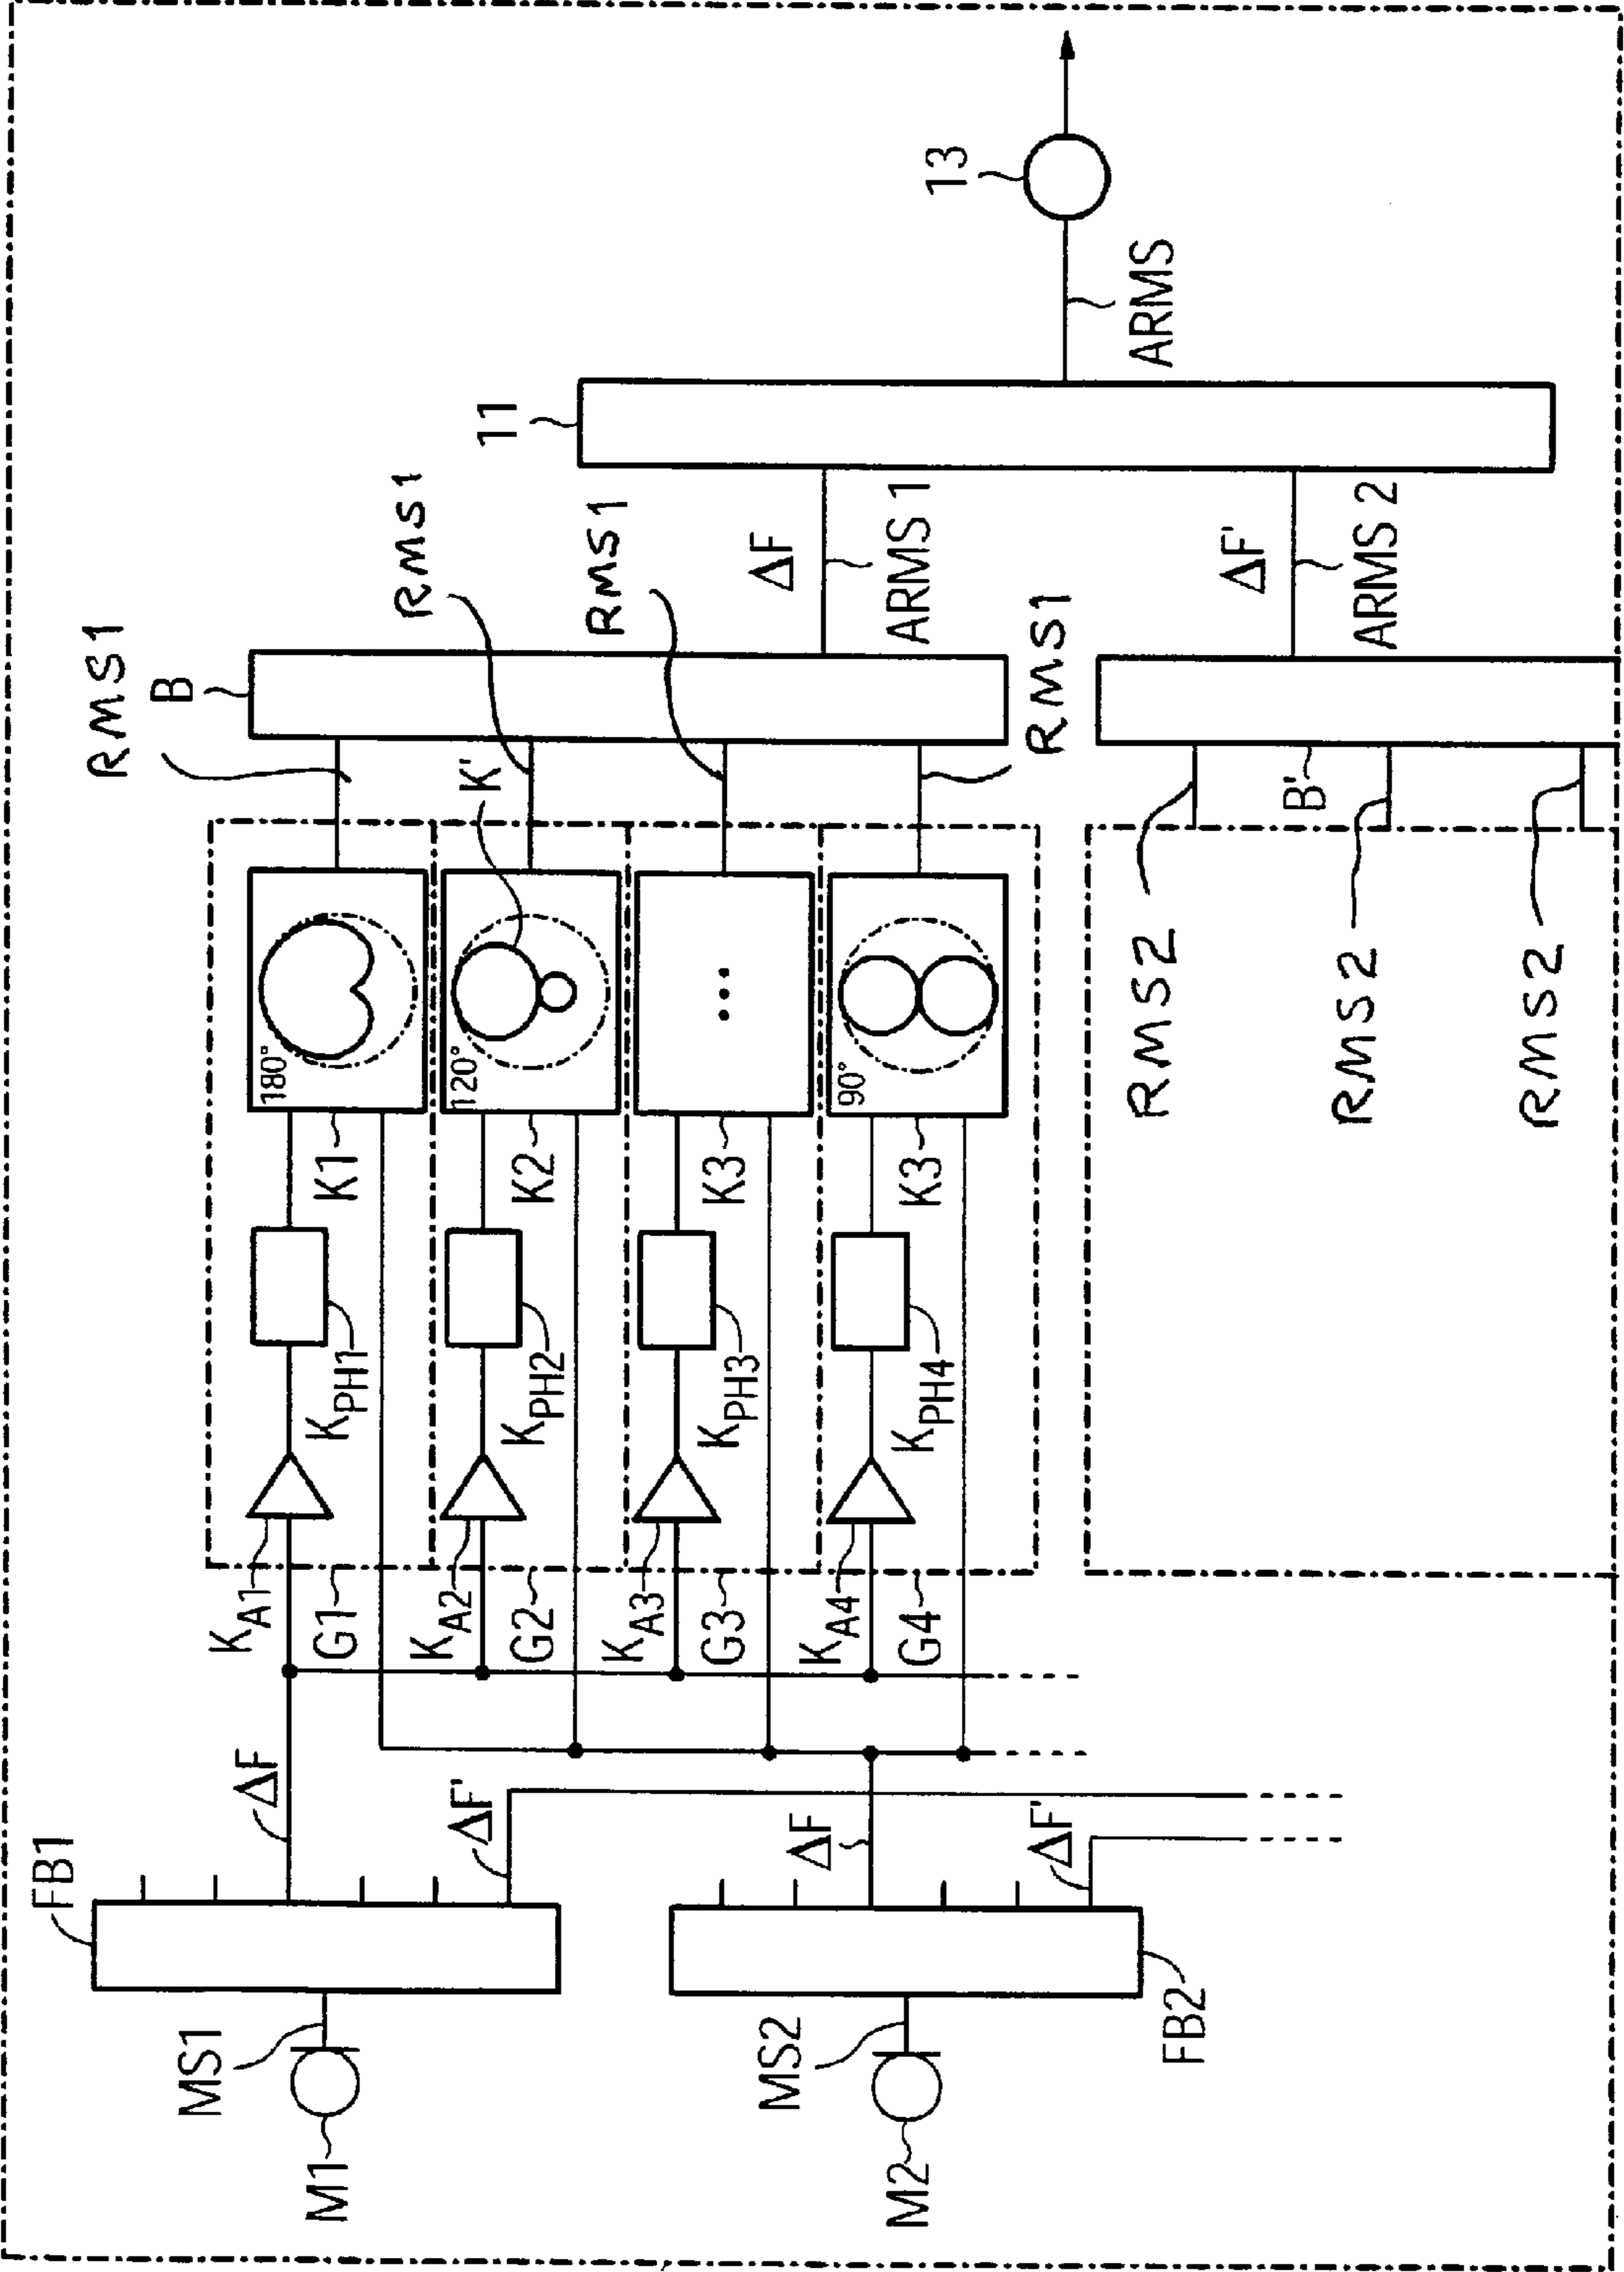 M1
MS1
FB1
ΔF
ΔF'
M2
MS2
FB2
ΔF
ΔF'
KA1
G1
KPH1
K1
180°
RMS1
B
KA2
G2
KPH2
K2
120°
K'
RMS1
KA3
G3
KPH3
K3
...
RMS1
KA4
G4
KPH4
K3
90°
RMS1
ΔF
ARMS 1
RMS2
B'
RMS2
RMS2
ΔF'
ARMS 2
11
ARMS
13